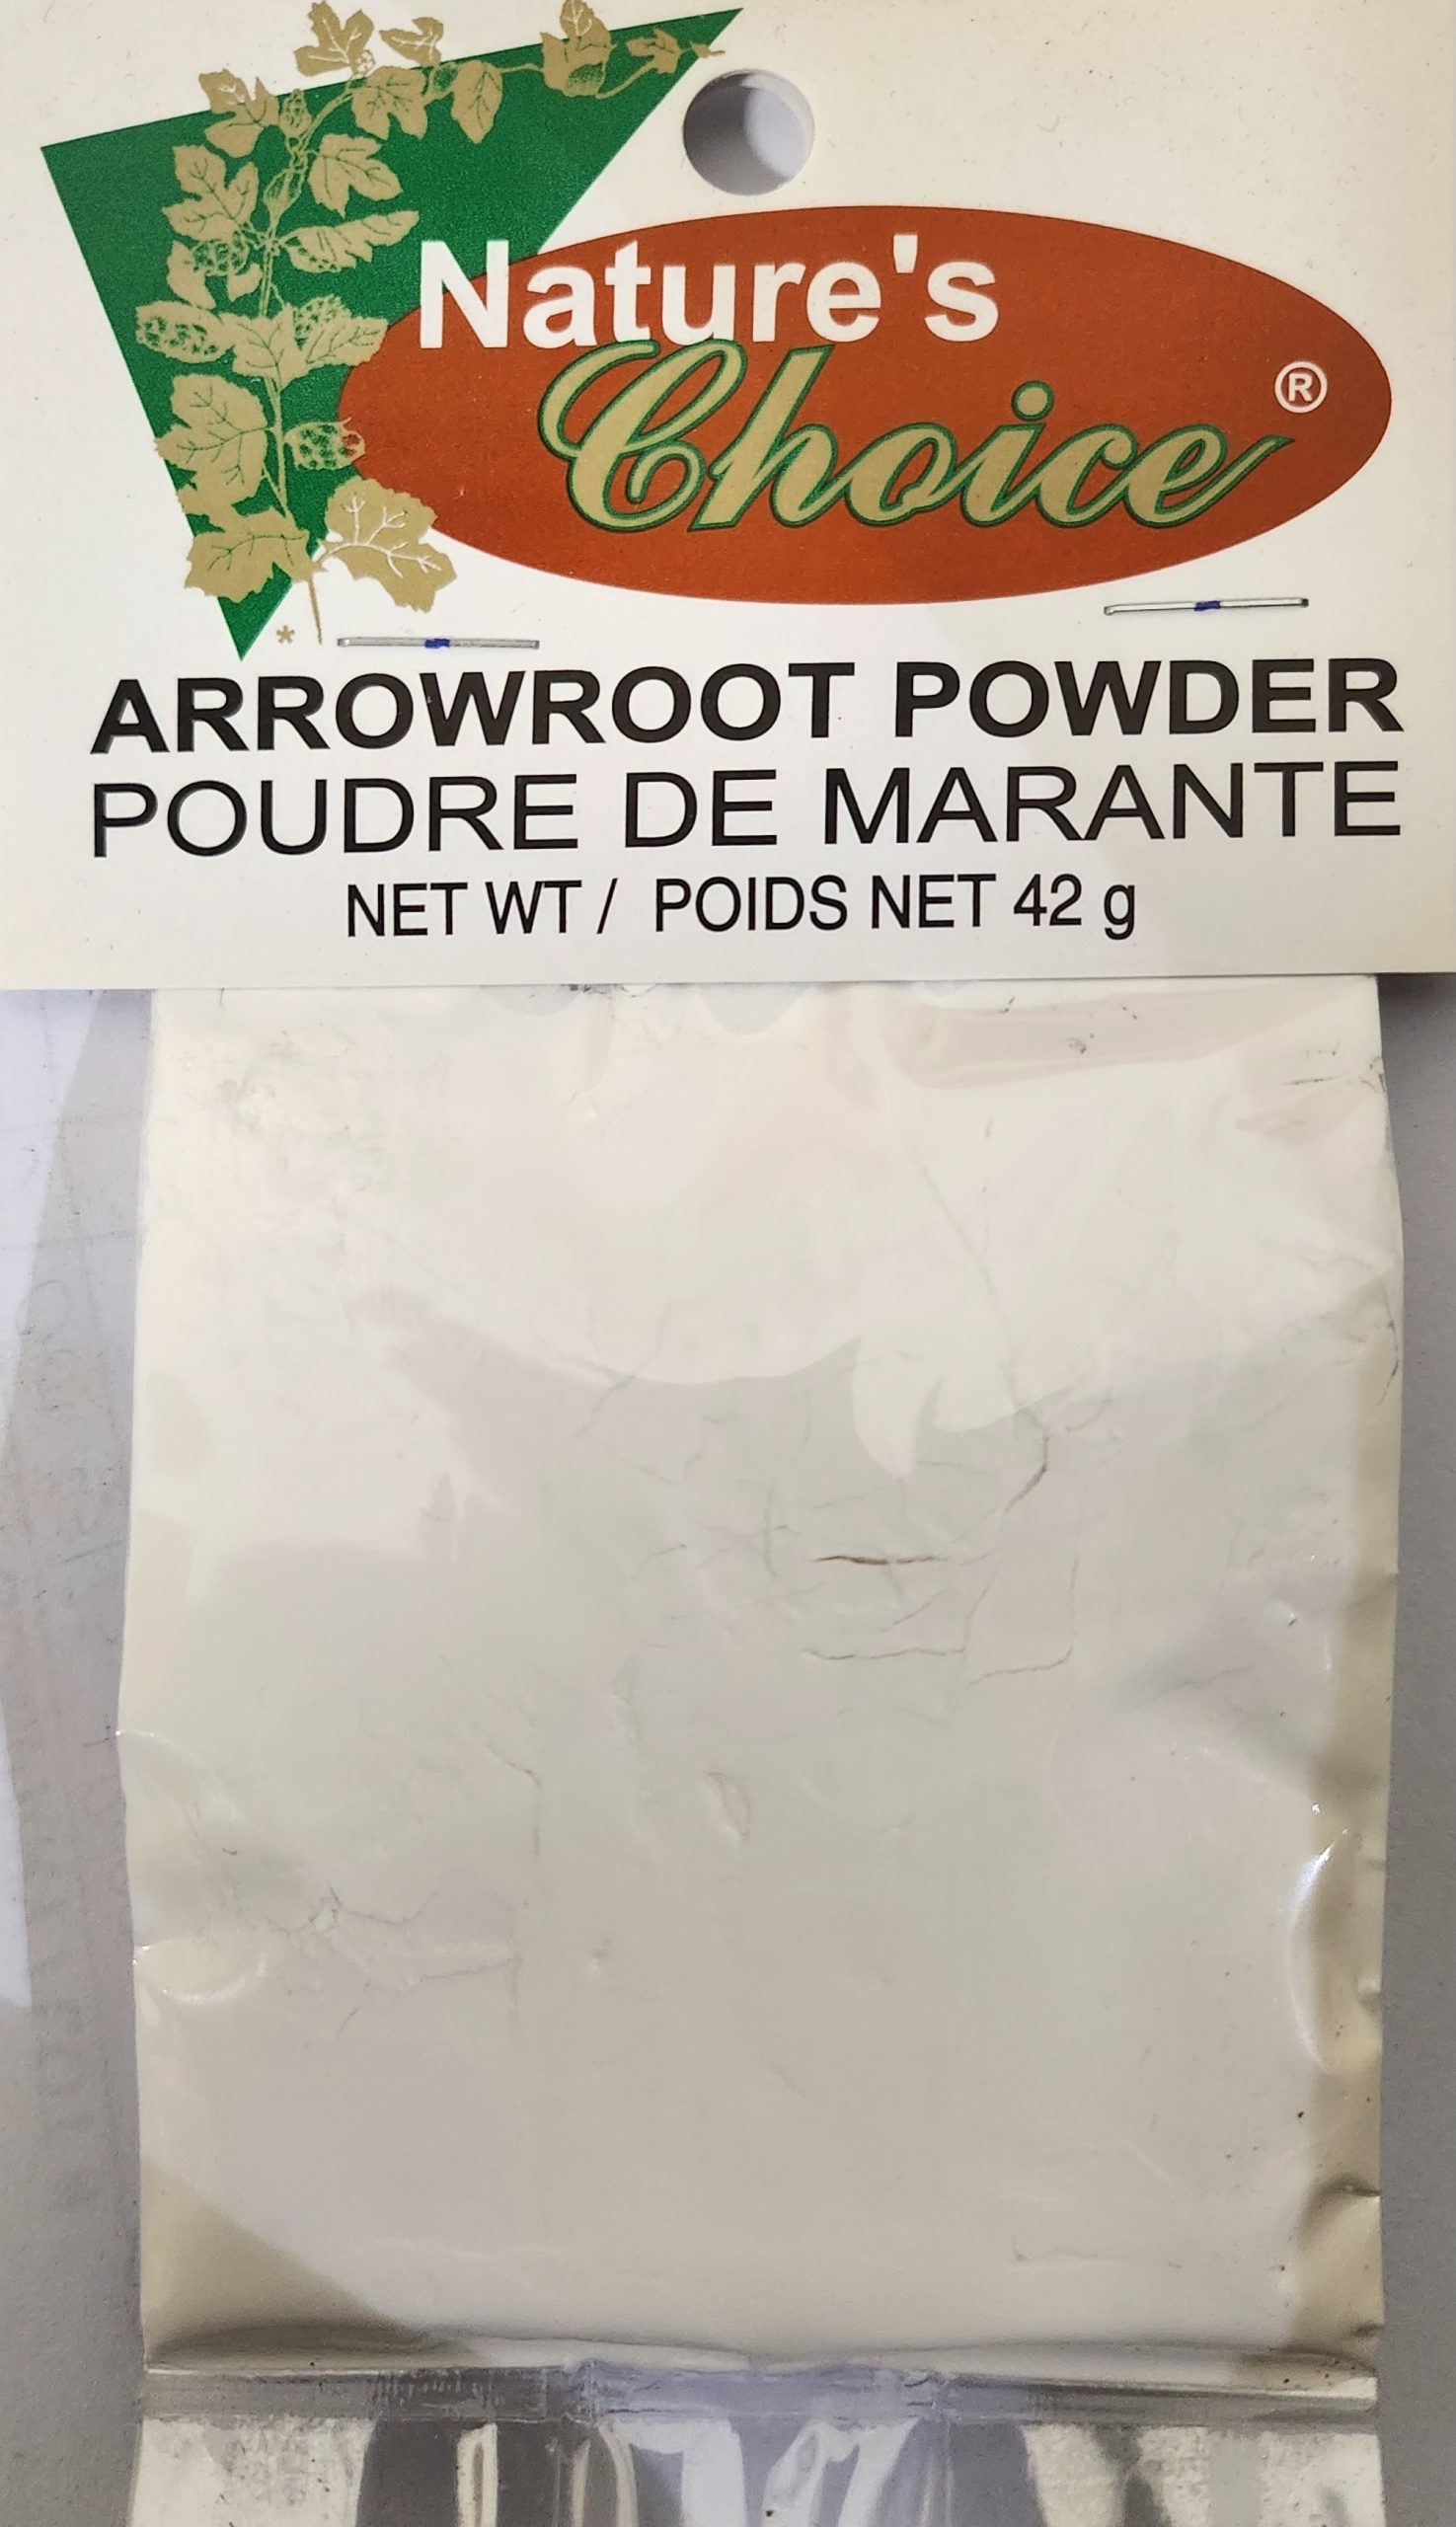 Nature's
Choice ®
*
ARROWROOT POWDER
POUDRE DE MARANTE
NET WT / POIDS NET 42 g